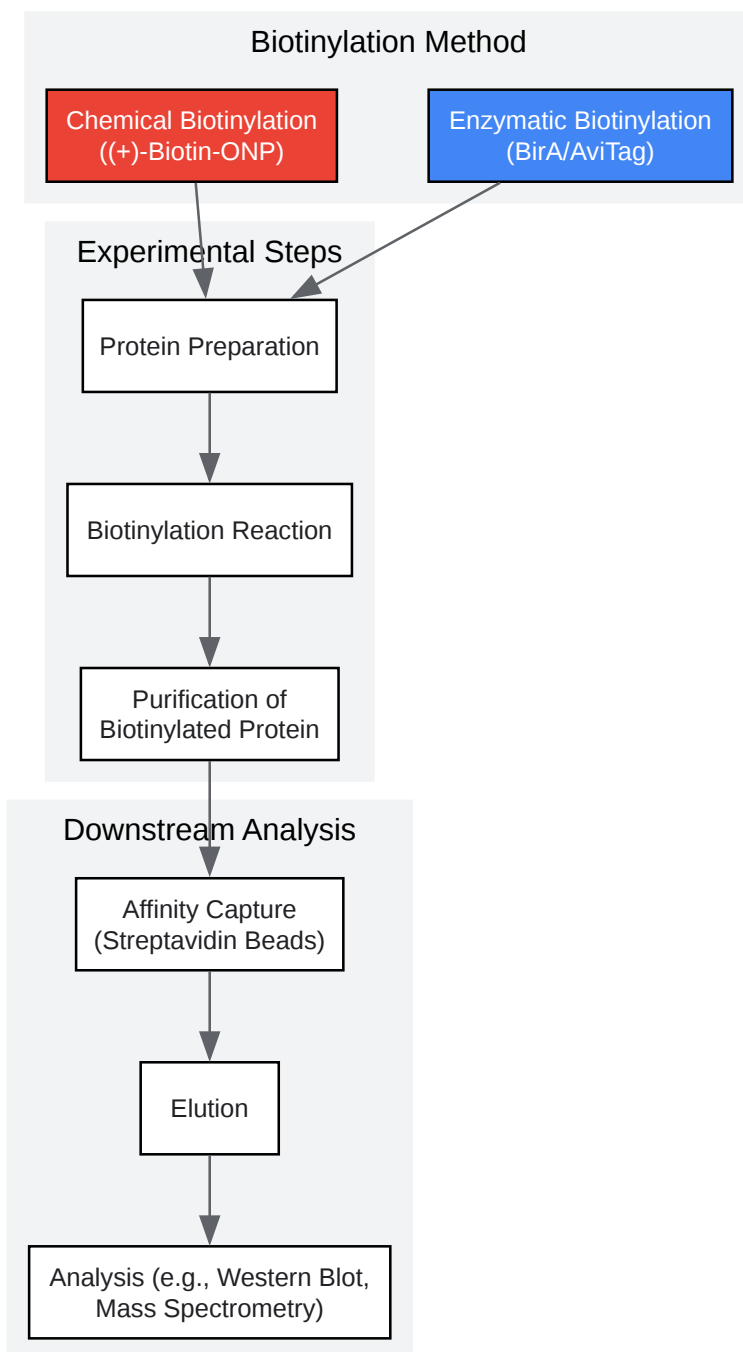 Biotinylation Method
Chemical Biotinylation
((+)-Biotin-ONP)
Enzymatic Biotinylation
(BirA/AviTag)
Experimental Steps
Protein Preparation
Biotinylation Reaction
Purification of
Biotinylated Protein
Downstream Analysis
Affinity Capture
(Streptavidin Beads)
Elution
Analysis (e.g., Western Blot,
Mass Spectrometry)